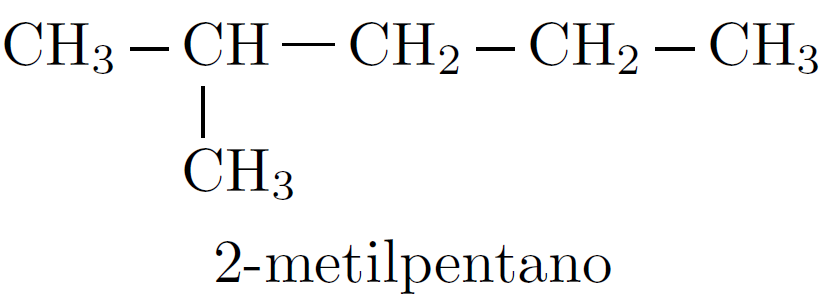 CH₃ — CH — CH₂ — CH₂ — CH₃
CH₃
2-metilpentano